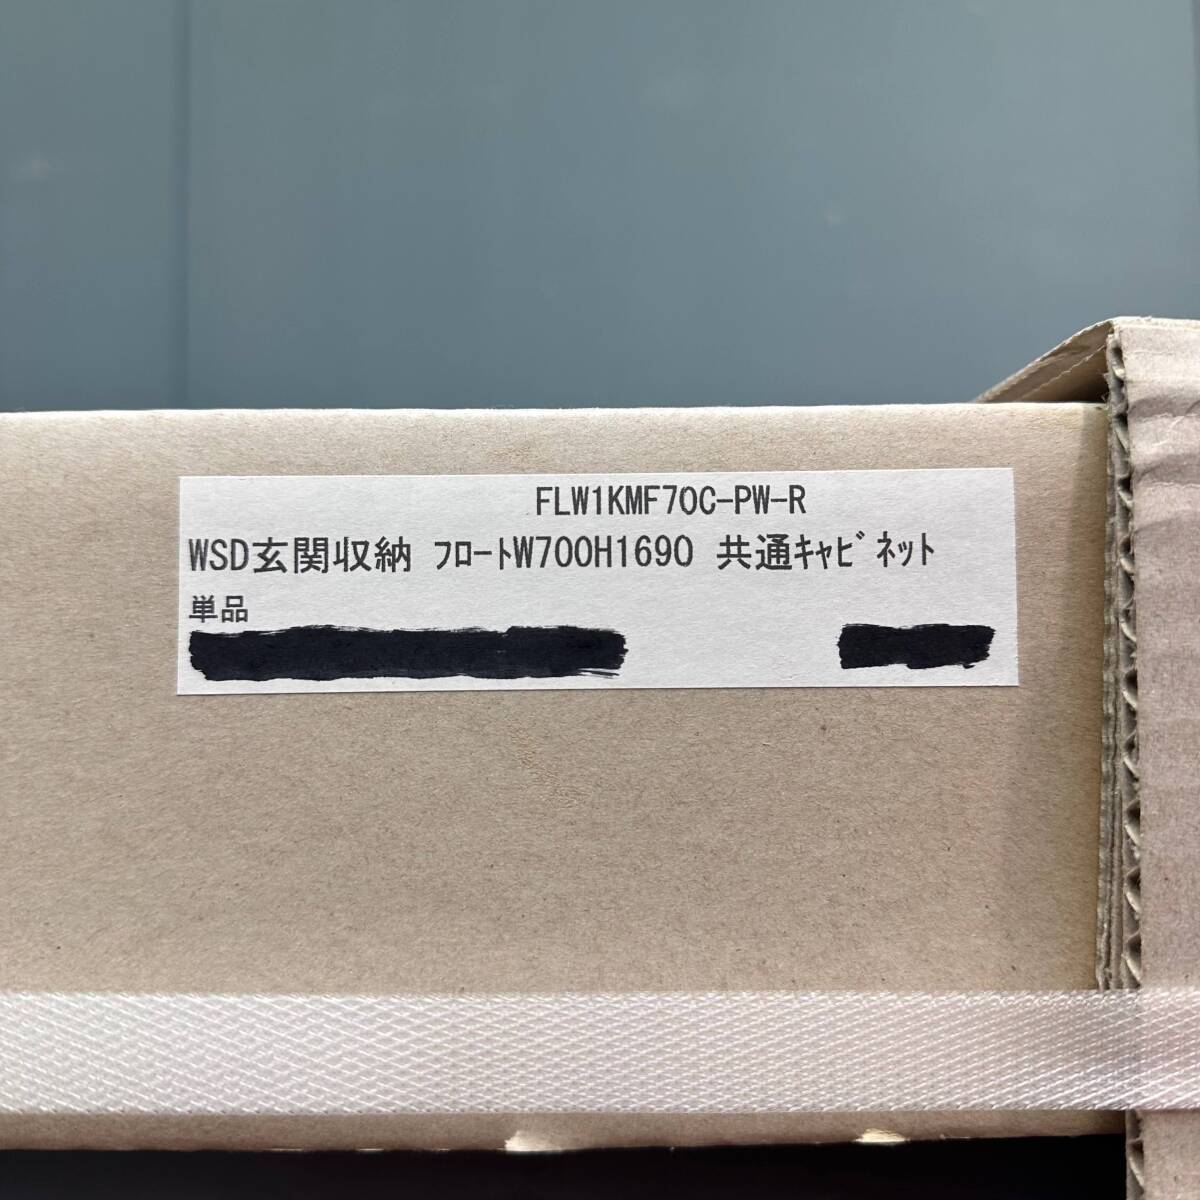 FLW1KMF70C-PW-R
WSD玄関収納 ﾌﾛｰﾄW700H1690 共通ｷｬﾋﾞﾈｯﾄ
単品